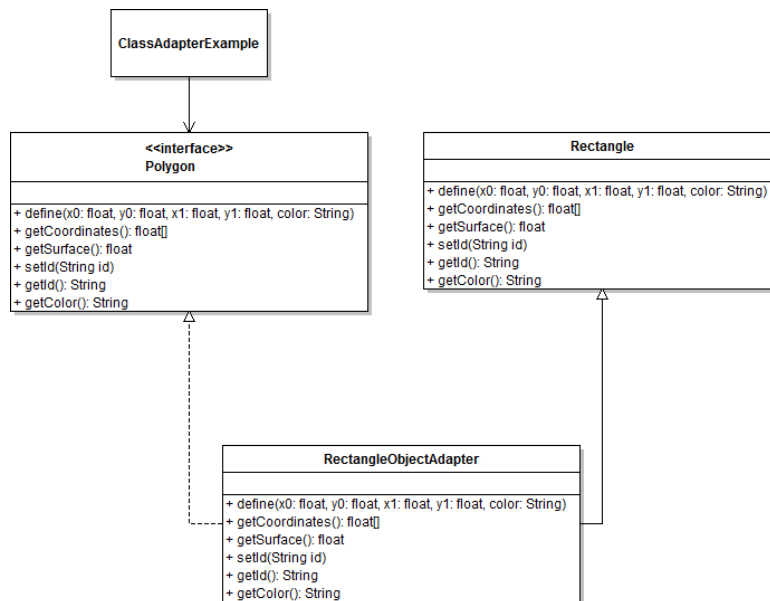 ClassAdapterExample
<<interface>>
Polygon
+ define(x0: float, y0: float, x1: float, y1: float, color: String)
+ getCoordinates(): float[]
+ getSurface(): float
+ setId(String id)
+ getId(): String
+ getColor(): String
Rectangle
+ define(x0: float, y0: float, x1: float, y1: float, color: String)
+ getCoordinates(): float[]
+ getSurface(): float
+ setId(String id)
+ getId(): String
+ getColor(): String
RectangleObjectAdapter
+ define(x0: float, y0: float, x1: float, y1: float, color: String)
+ getCoordinates(): float[]
+ getSurface(): float
+ setId(String id)
+ getId(): String
+ getColor(): String